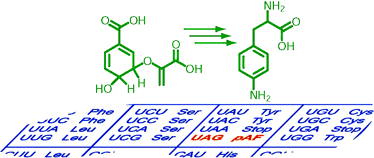 NH2
O OH
O OH
O O OH
HO H H
NH2
Phe UCU Ser UAU Tyr UGU Cys
UUC Phe UCC Ser UAC Tyr UGC Cys
UUA Leu UCA Ser UAA Stop UGA Stop
UUG Leu UCG Ser UAG pAF UGG Trp
CUU Leu CAU His